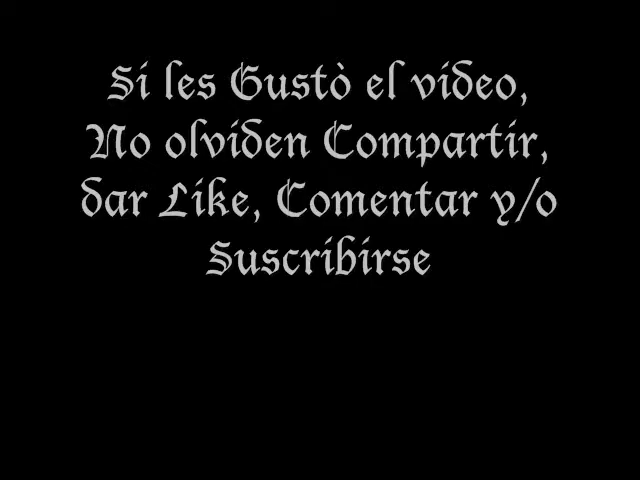 Si les Gustò el video,
No olviden Compartir,
dar Like, Comentar y/o
Suscribirse